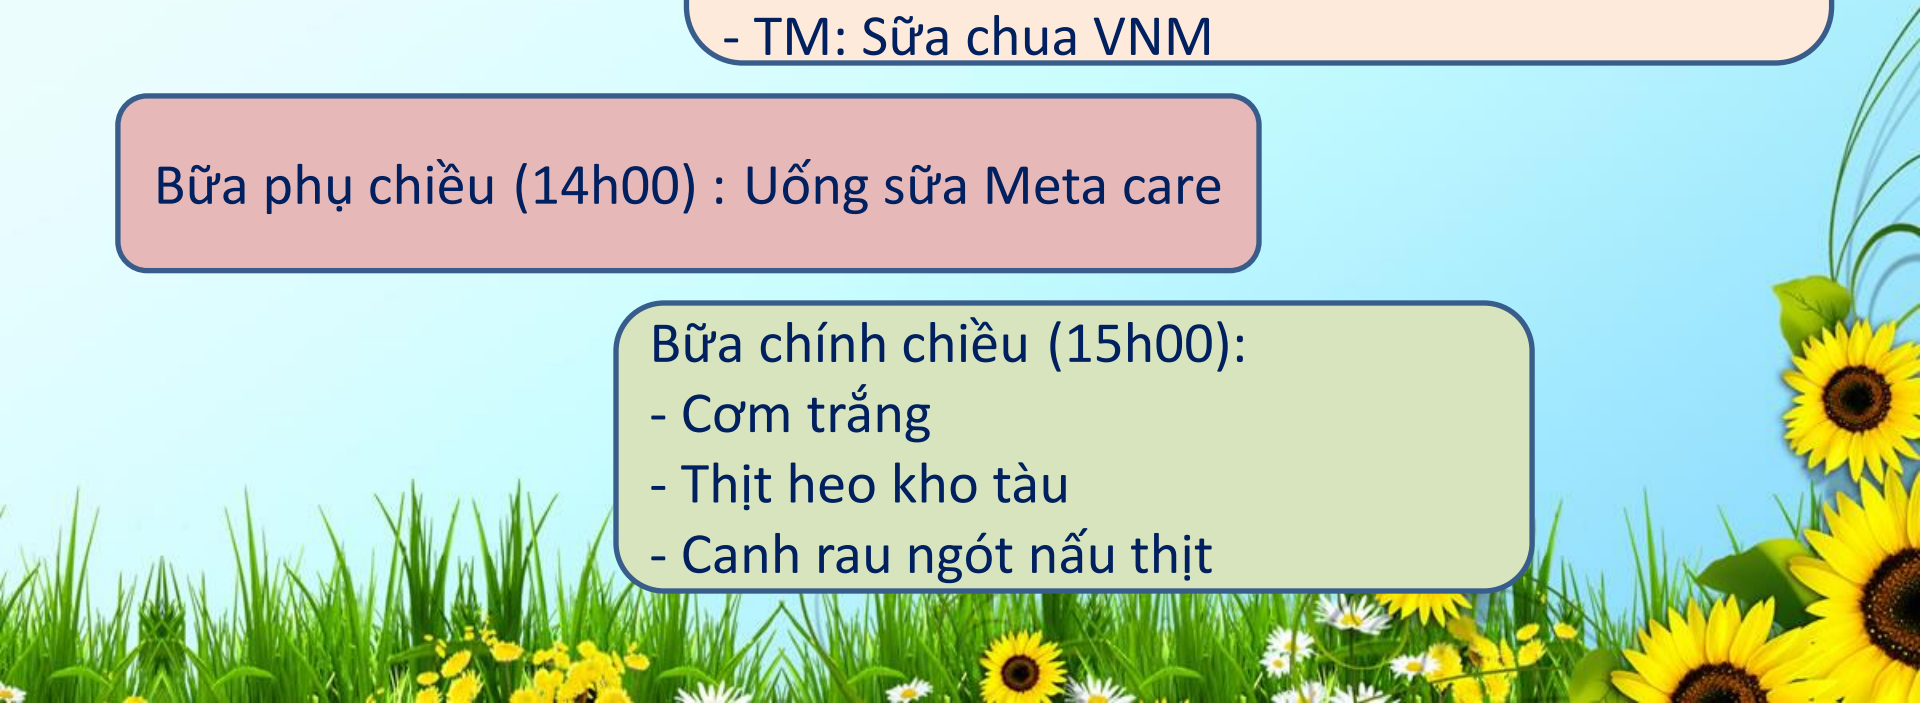 - TM: Sữa chua VNM
Bữa phụ chiều (14h00) : Uống sữa Meta care
Bữa chính chiều (15h00):
- Cơm trắng
- Thịt heo kho tàu
- Canh rau ngót nấu thịt